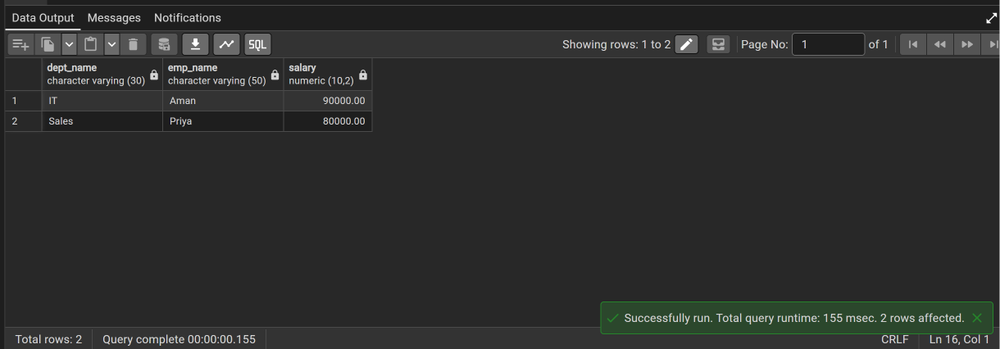 Data Output Messages Notifications
SQL Showing rows: 1 to 2 Page No: 1 of 1
dept_name emp_name salary
character varying (30) character varying (50) numeric (10,2)
1 IT Aman 90000.00
2 Sales Priya 80000.00
Successfully run. Total query runtime: 155 msec. 2 rows affected.
Total rows: 2 Query complete 00:00:00.155 CRLF Ln 16, Col 1